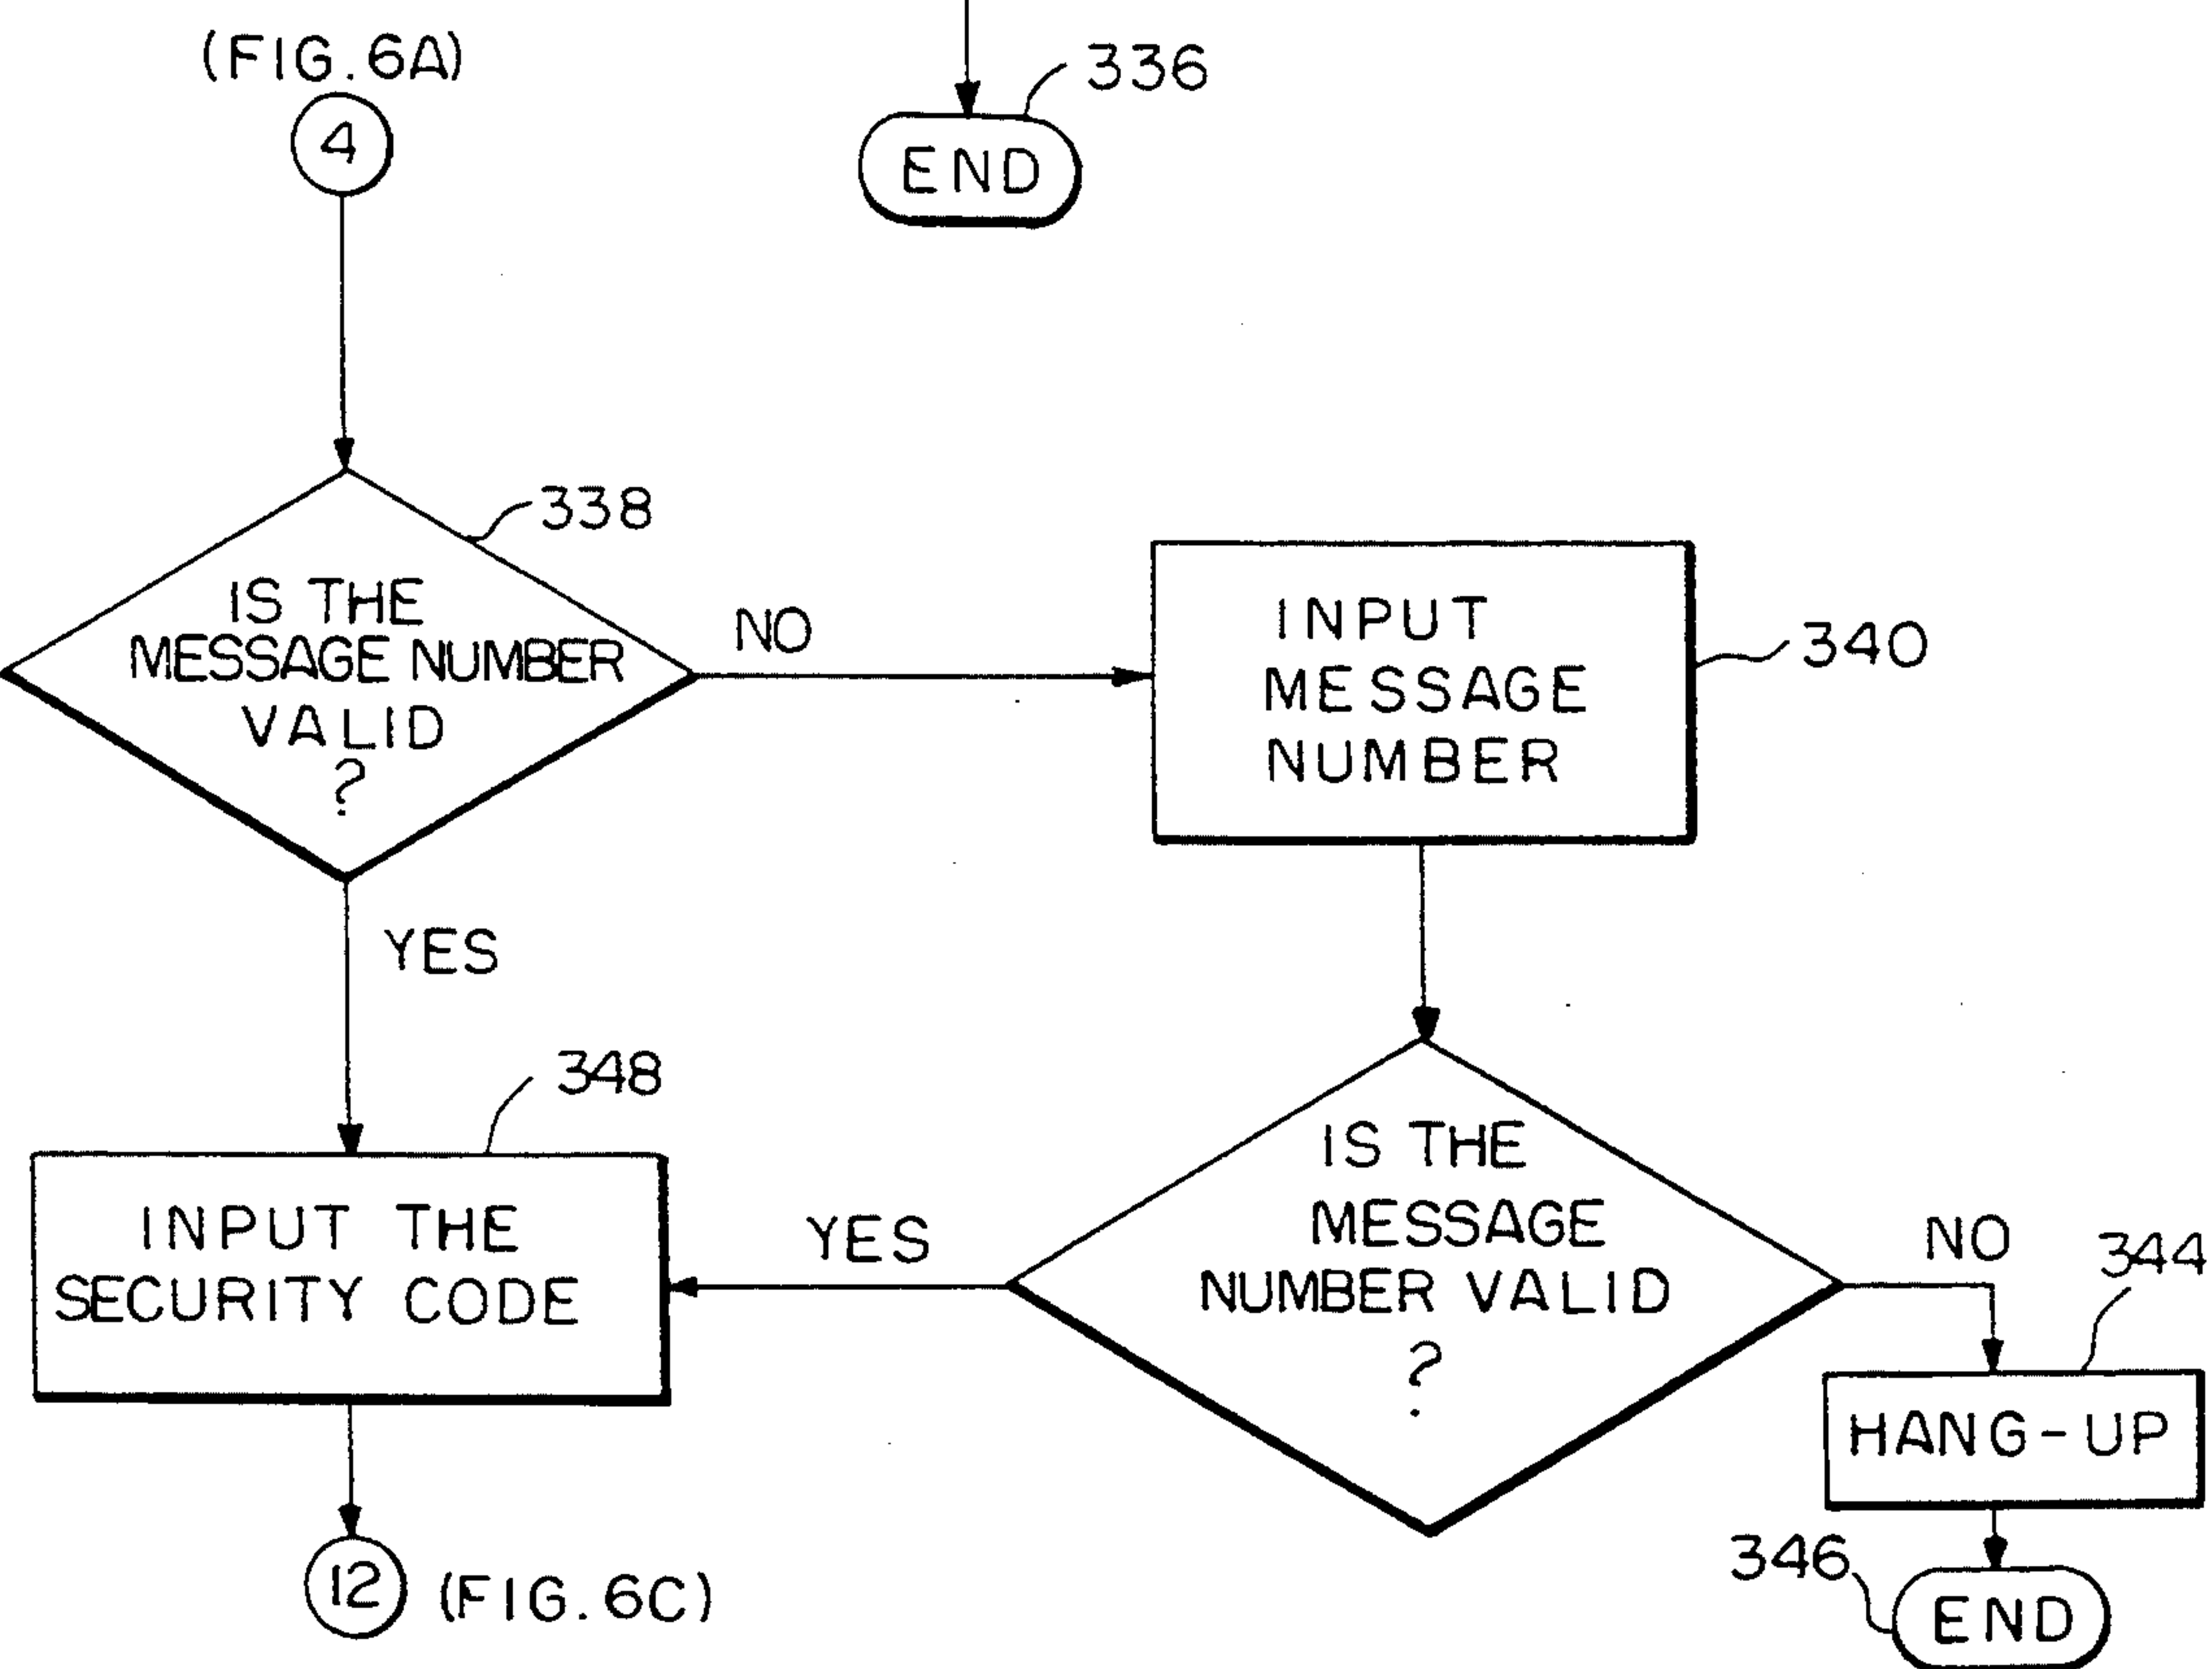 (FIG. 6A)
4
336
END
338
IS THE
MESSAGE NUMBER
VALID
?
NO
INPUT
MESSAGE
NUMBER
340
YES
348
INPUT THE
SECURITY CODE
YES
IS THE
MESSAGE
NUMBER VALID
?
NO
344
HANG-UP
346
END
12
(FIG. 6C)